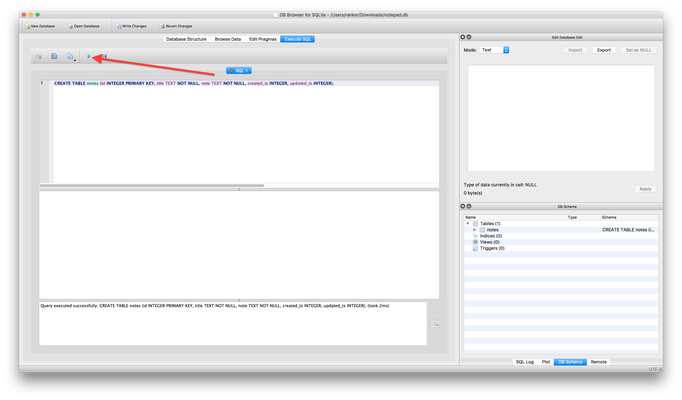 DB Browser for SQLite - /Users/rankor/Downloads/notepad.db
New Database Open Database Write Changes Revert Changes
Database Structure Browse Data Edit Pragmas Execute SQL
SQL 1
1 CREATE TABLE notes (id INTEGER PRIMARY KEY, title TEXT NOT NULL, note TEXT NOT NULL, created_ts INTEGER, updated_ts INTEGER);
Query executed successfully: CREATE TABLE notes (id INTEGER PRIMARY KEY, title TEXT NOT NULL, note TEXT NOT NULL, created_ts INTEGER, updated_ts INTEGER); (took 2ms)
Edit Database Cell
Mode: Text Import Export Set as NULL
Type of data currently in cell: NULL
0 byte(s)
Apply
DB Schema
Name Type Schema
Tables (1)
notes CREATE TABLE notes (i...
Indices (0)
Views (0)
Triggers (0)
SQL Log Plot DB Schema Remote
UTF-8